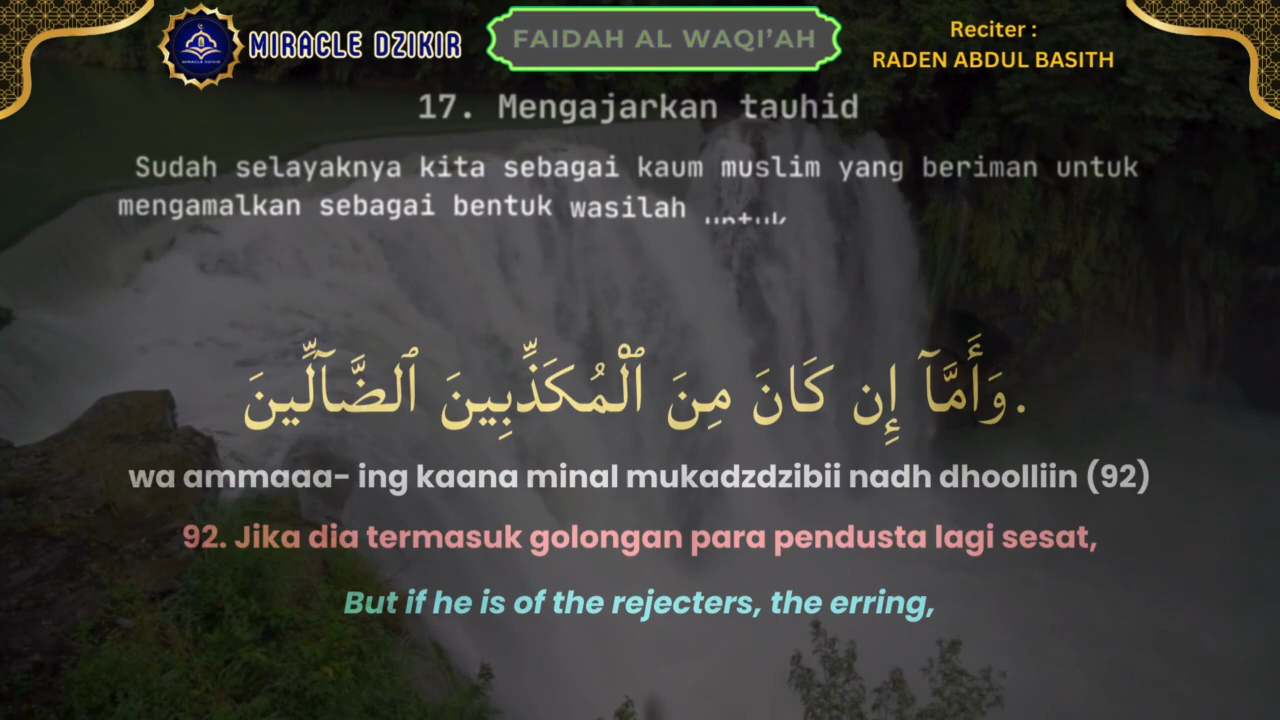 MIRACLE DZIKIR
FAIDAH AL WAQI'AH
Reciter :
RADEN ABDUL BASITH
17. Mengajarkan tauhid
Sudah selayaknya kita sebagai kaum muslim yang beriman untuk
mengamalkan sebagai bentuk wasilah
وَأَمَّآ إِن كَانَ مِنَ ٱلْمُكَذِّبِينَ ٱلضَّآلِّينَ.
wa ammaaa- ing kaana minal mukadzdzibii nadh dhoolliin (92)
92. Jika dia termasuk golongan para pendusta lagi sesat,
But if he is of the rejecters, the erring,